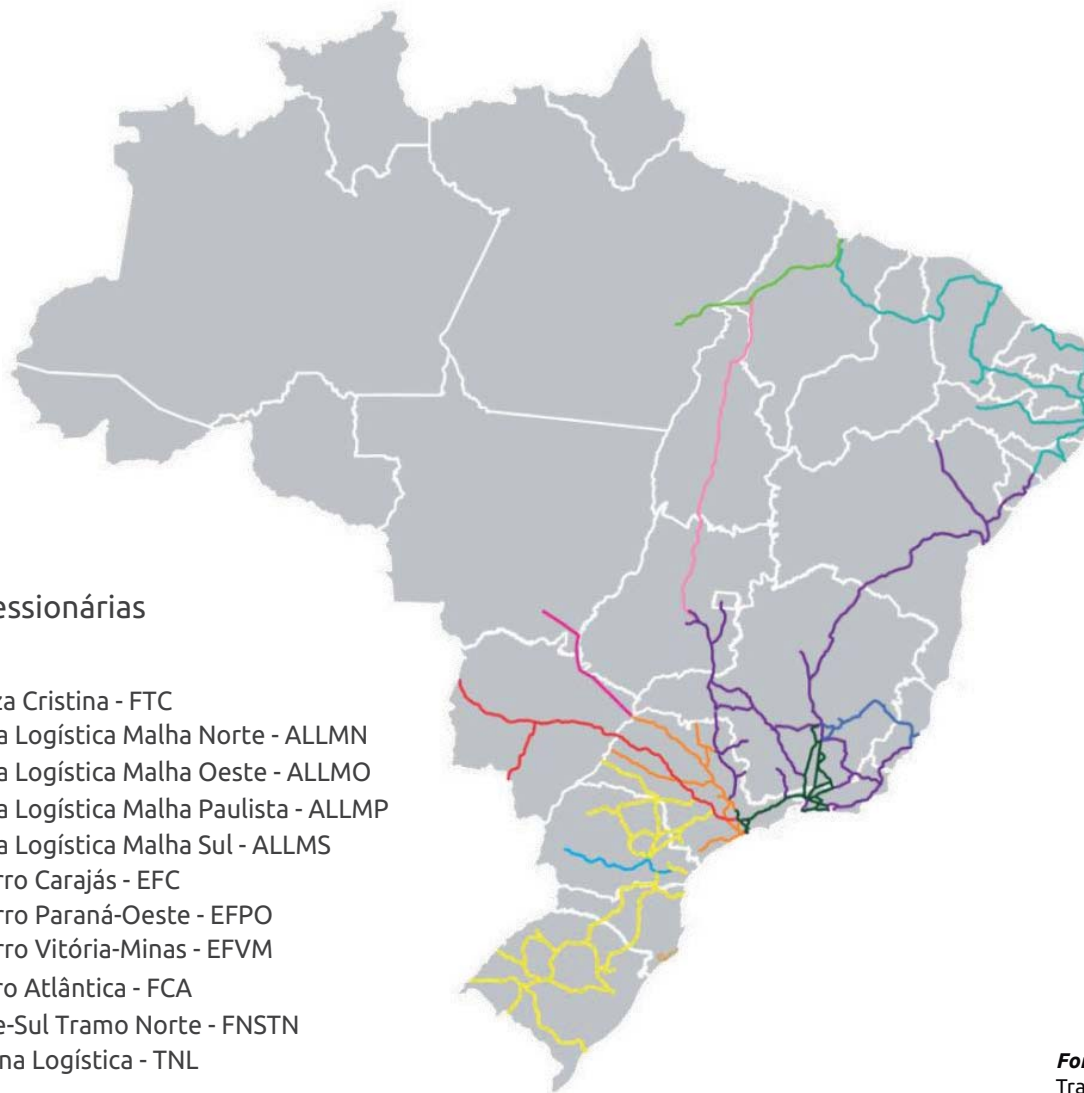 essionárias
za Cristina - FTC
a Logística Malha Norte - ALLMN
a Logística Malha Oeste - ALLMO
a Logística Malha Paulista - ALLMP
a Logística Malha Sul - ALLMS
rro Carajás - EFC
rro Paraná-Oeste - EFPO
rro Vitória-Minas - EFVM
ro Atlântica - FCA
e-Sul Tramo Norte - FNSTN
na Logística - TNL
For
Tra